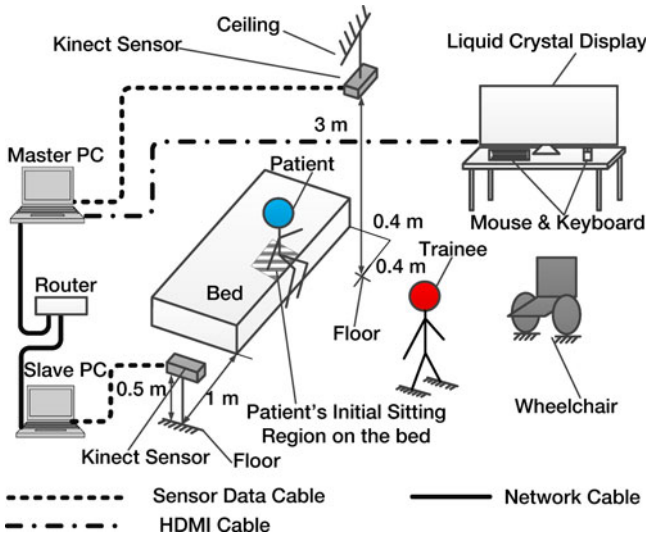 Ceiling
Kinect Sensor
Liquid Crystal Display
3 m
Master PC
Patient
Mouse & Keyboard
0.4 m
0.4 m
Trainee
Router
Bed
Floor
Slave PC
0.5 m
1 m
Wheelchair
Patient's Initial Sitting
Region on the bed
Kinect Sensor
Floor
Sensor Data Cable
Network Cable
HDMI Cable